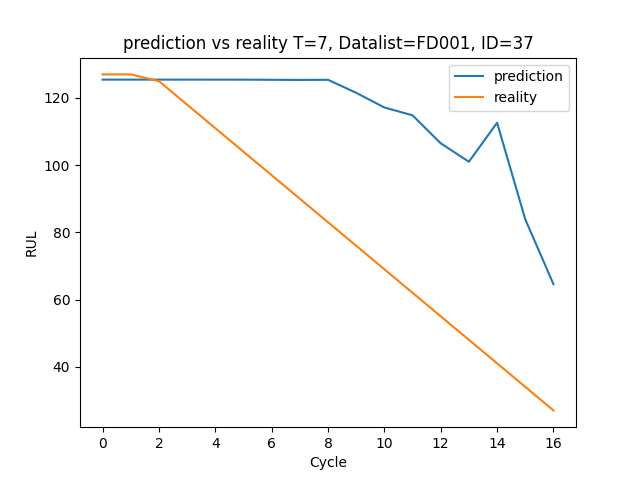 prediction vs reality T=7, Datalist=FD001, ID=37
prediction
reality
RUL
120
100
80
60
40
0 2 4 6 8 10 12 14 16
Cycle